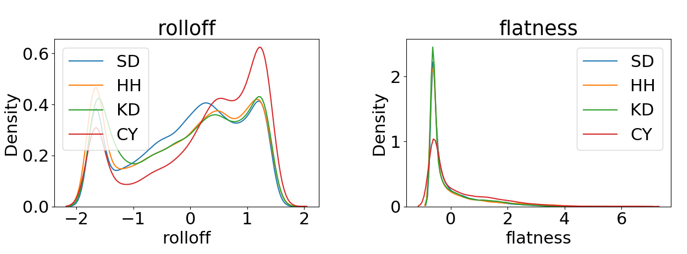 rolloff
Density
0.6
0.4
0.2
0.0
SD
HH
KD
CY
−2
−1
0
1
2
rolloff
flatness
Density
2
1
0
SD
HH
KD
CY
0
2
4
6
flatness